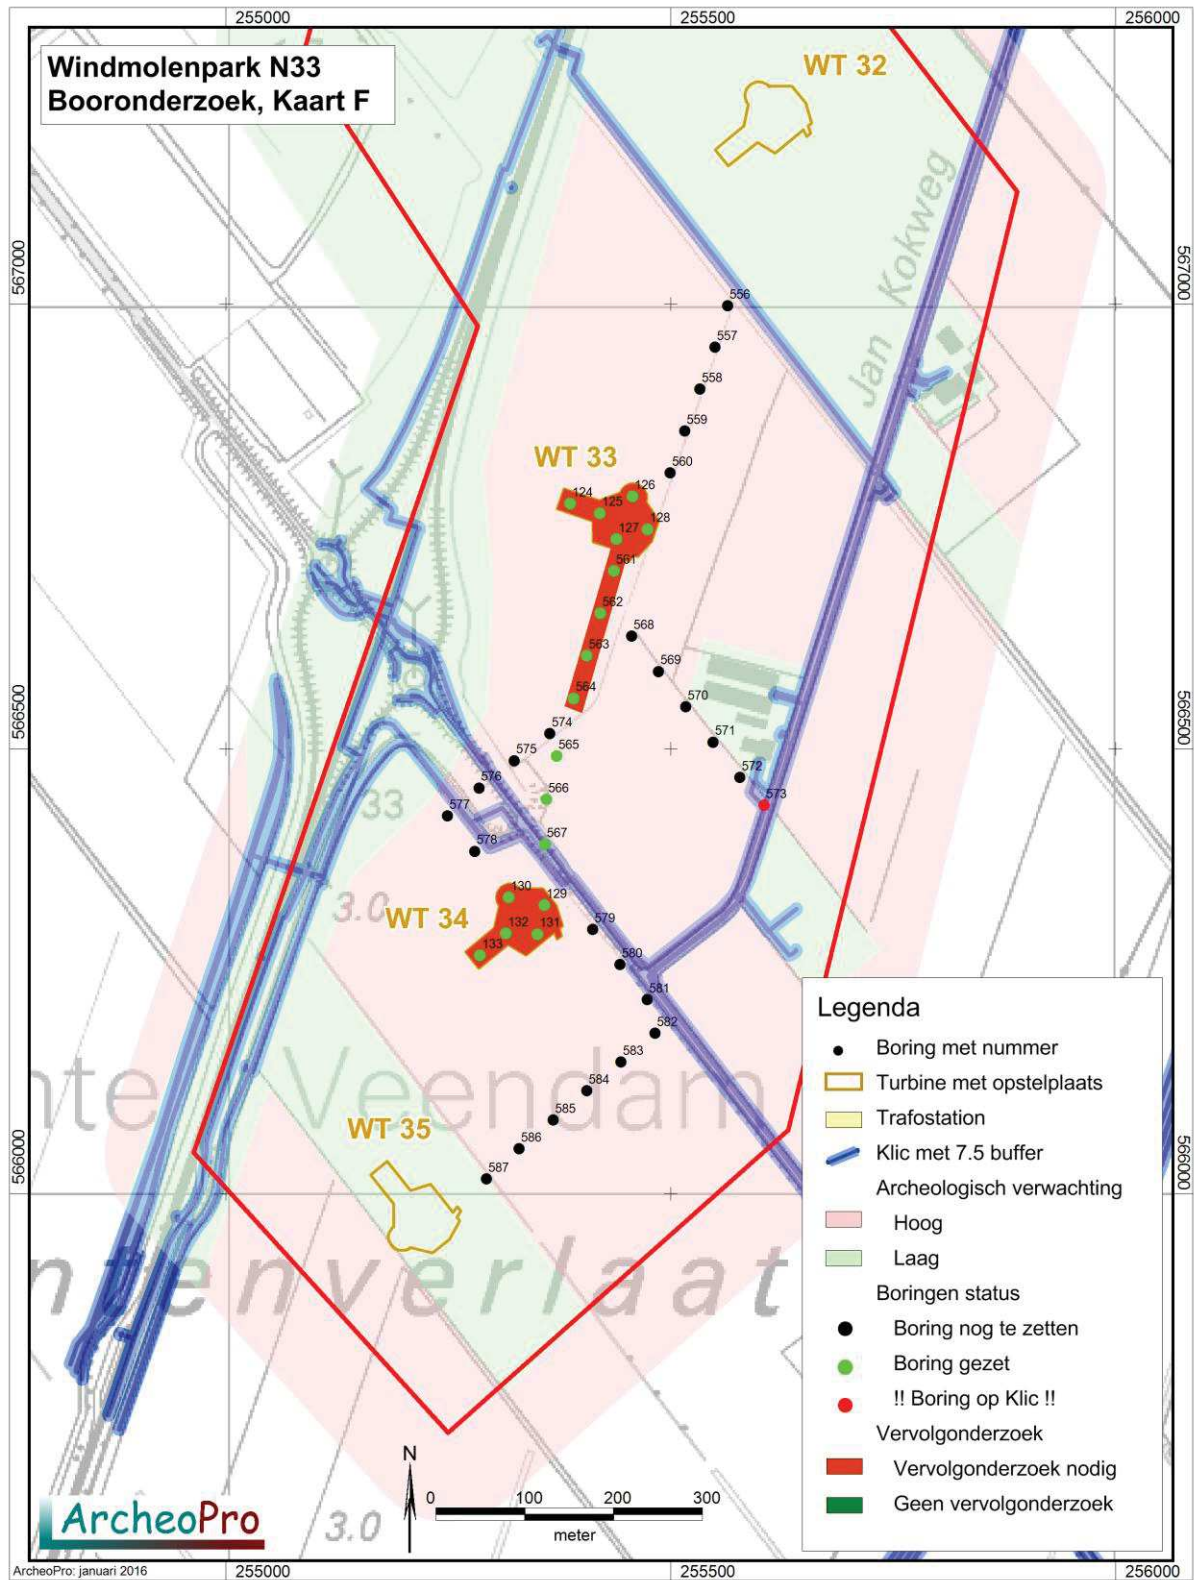 255000
255500
256000
Windmolenpark N33
Booronderzoek, Kaart F
WT 32
Jan Kokweg
567000
567000
556
557
558
559
560
WT 33
124
125
126
127
128
561
562
563
564
568
569
570
571
572
573
574
575
576
577
578
565
566
567
566500
566500
33
3.0
WT 34
130
129
132
131
133
579
580
581
582
583
584
585
586
587
nte Veendam
WT 35
566000
566000
ntenverlaat
Legenda
Boring met nummer
Turbine met opstelplaats
Trafostation
Klic met 7.5 buffer
Archeologisch verwachting
Hoog
Laag
Boringen status
Boring nog te zetten
Boring gezet
!! Boring op Klic !!
Vervolgonderzoek
Vervolgonderzoek nodig
Geen vervolgonderzoek
N
0 100 200 300
meter
3.0
ArcheoPro
ArcheoPro: januari 2016
255000
255500
256000